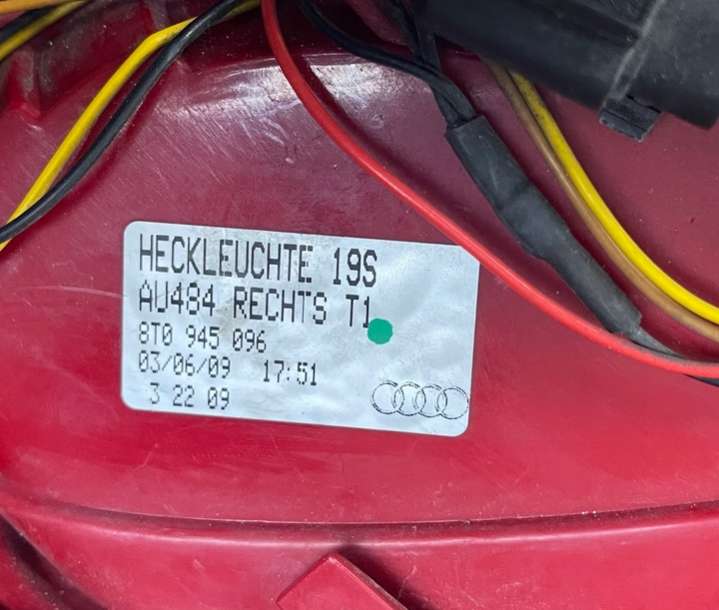 HECKLEUCHTE 19S
AU484 RECHTS T1
8T0 945 096
03/06/09 17:51
3 22 09